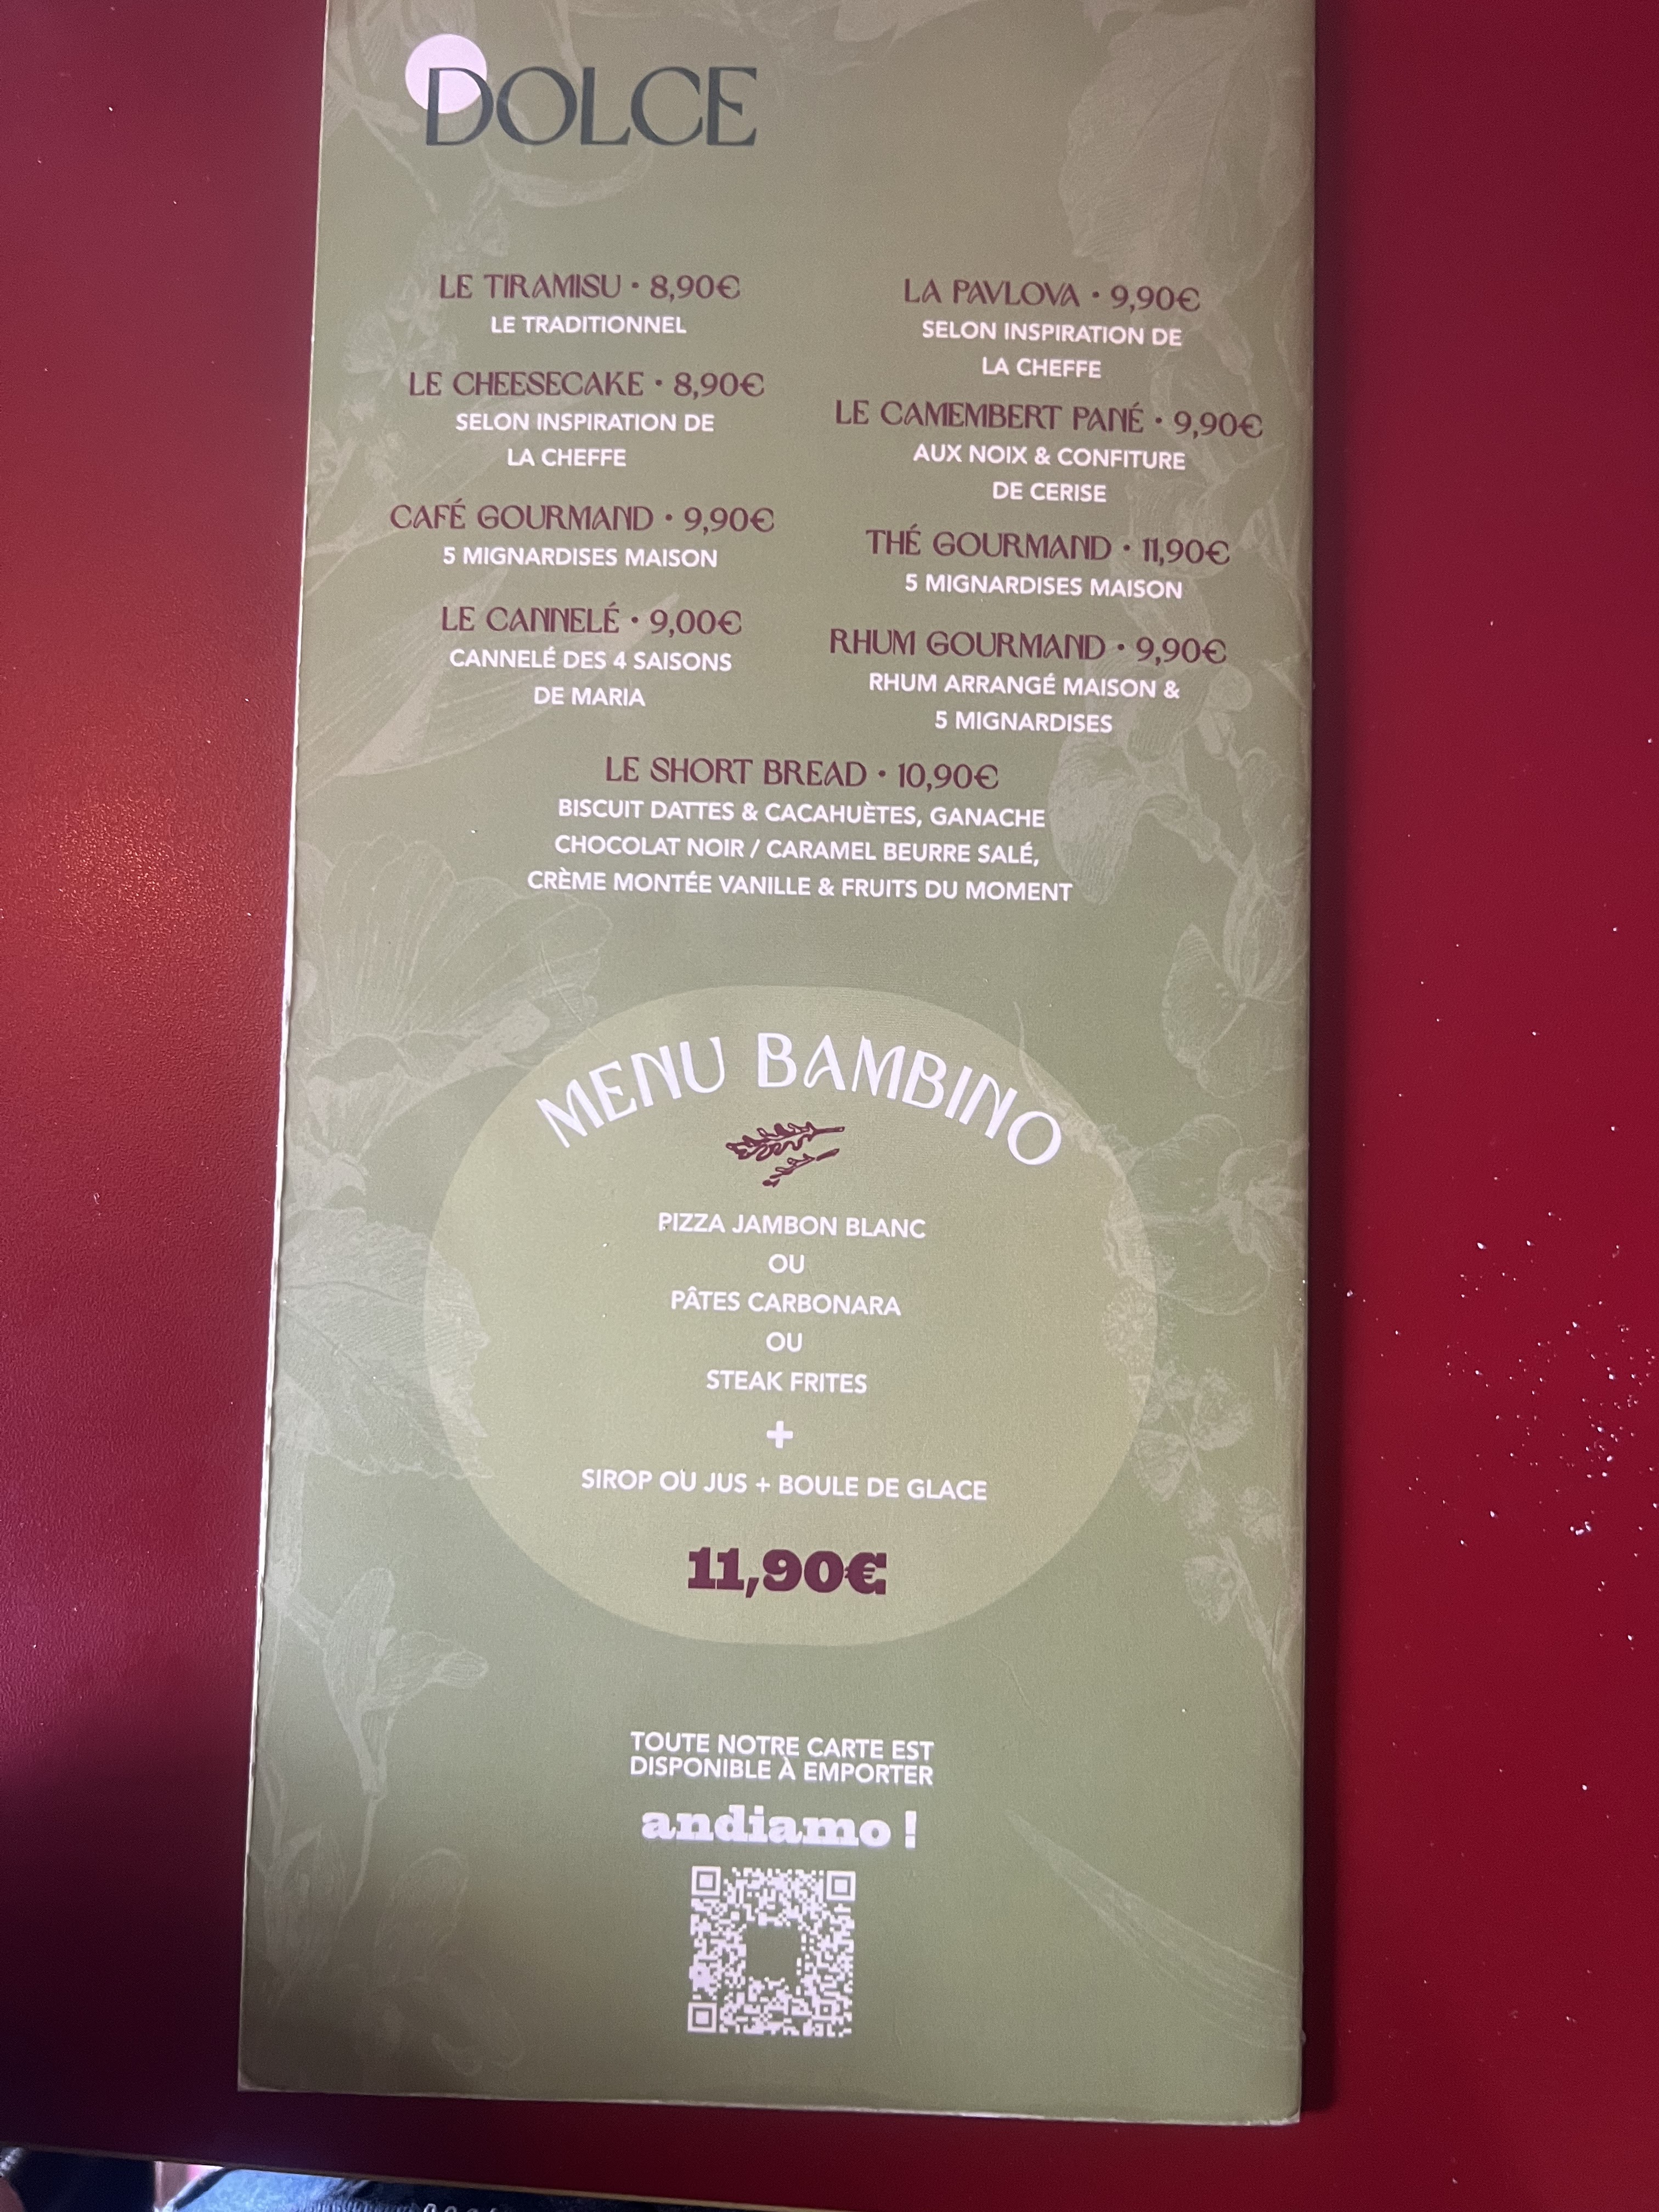 DOLCE
LE TIRAMISU • 8,90€
LE TRADITIONNEL
LE CHEESECAKE • 8,90€
SELON INSPIRATION DE
LA CHEFFE
CAFÉ GOURMAND • 9,90€
5 MIGNARDISES MAISON
LE CANNELÉ • 9,00€
CANNELÉ DES 4 SAISONS
DE MARIA
LA PAVLOVA • 9,90€
SELON INSPIRATION DE
LA CHEFFE
LE CAMEMBERT PANÉ • 9,90€
AUX NOIX & CONFITURE
DE CERISE
THÉ GOURMAND • 11,90€
5 MIGNARDISES MAISON
RHUM GOURMAND • 9,90€
RHUM ARRANGÉ MAISON &
5 MIGNARDISES
LE SHORT BREAD • 10,90€
BISCUIT DATTES & CACAHUÈTES, GANACHE
CHOCOLAT NOIR / CARAMEL BEURRE SALÉ,
CRÈME MONTÉE VANILLE & FRUITS DU MOMENT
MENU BAMBINO
PIZZA JAMBON BLANC
OU
PÂTES CARBONARA
OU
STEAK FRITES
+
SIROP OU JUS + BOULE DE GLACE
11,90€
TOUTE NOTRE CARTE EST
DISPONIBLE À EMPORTER
andiamo !